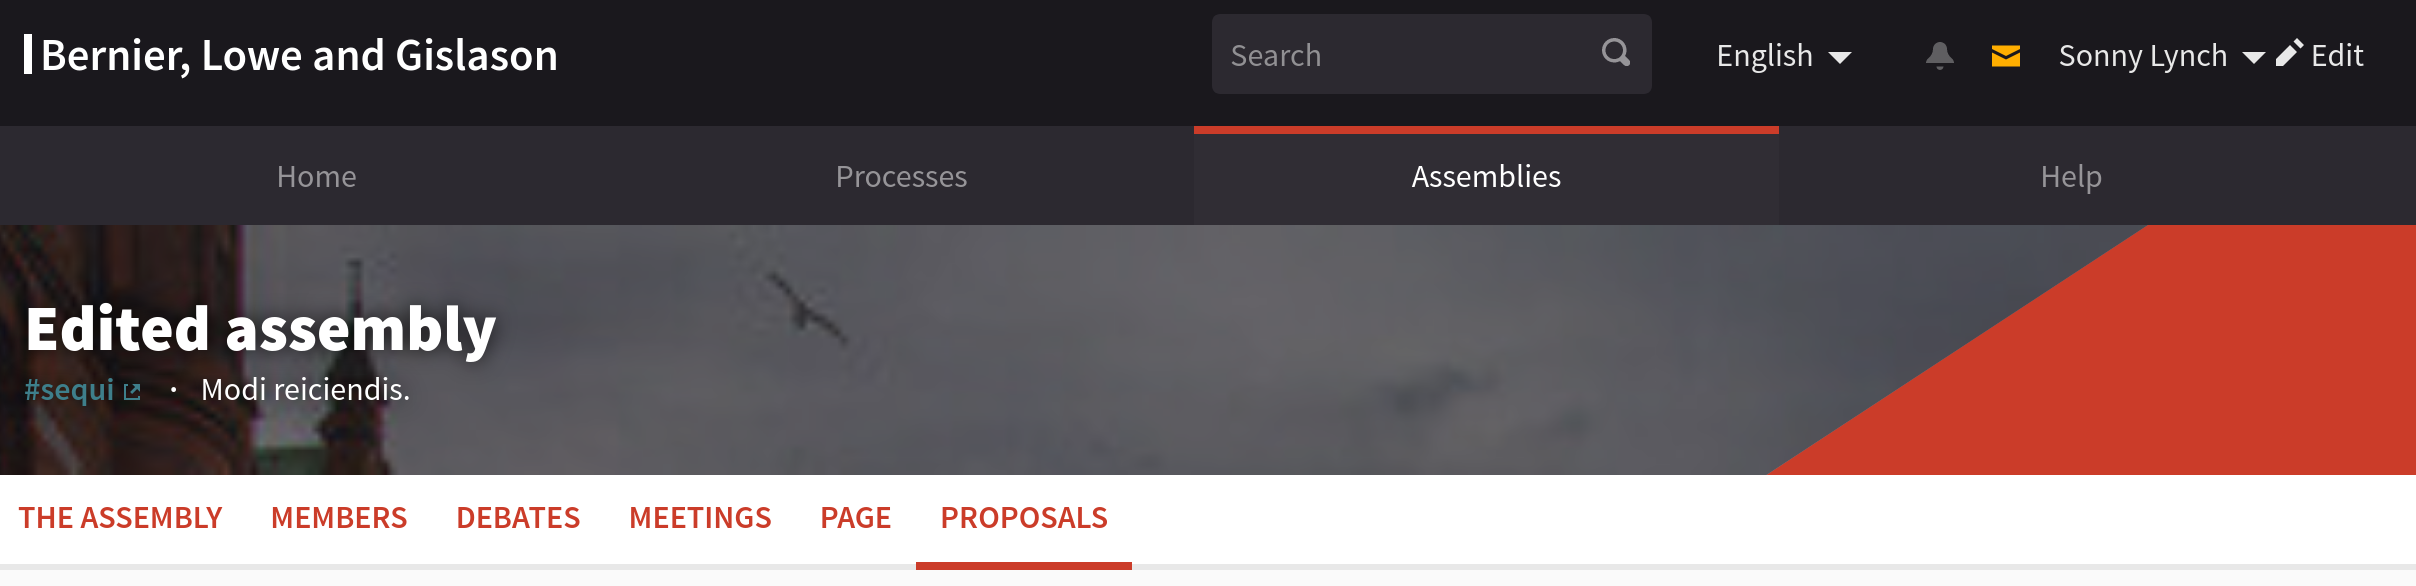 Bernier, Lowe and Gislason
Search
English
Sonny Lynch
Edit
Home
Processes
Assemblies
Help
Edited assembly
#sequi · Modi reiciendis.
THE ASSEMBLY
MEMBERS
DEBATES
MEETINGS
PAGE
PROPOSALS